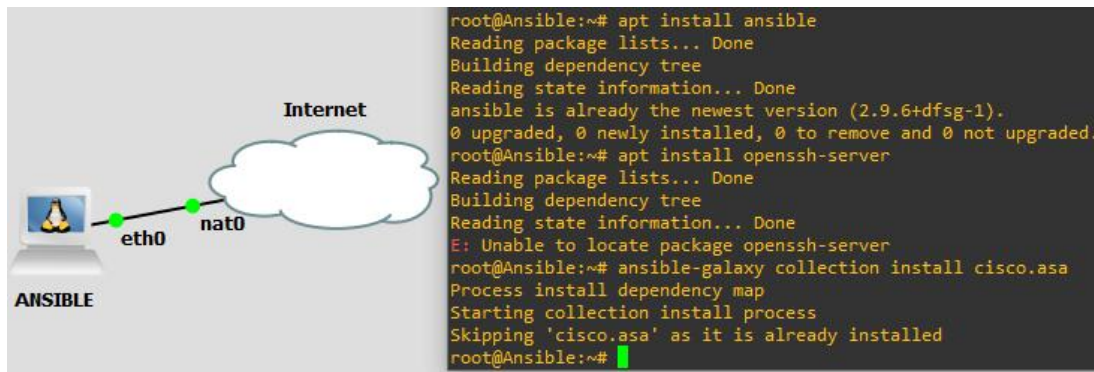 Internet
nat0
eth0
ANSIBLE
root@Ansible:~# apt install ansible
Reading package lists... Done
Building dependency tree
Reading state information... Done
ansible is already the newest version (2.9.6+dfsg-1).
0 upgraded, 0 newly installed, 0 to remove and 0 not upgraded.
root@Ansible:~# apt install openssh-server
Reading package lists... Done
Building dependency tree
Reading state information... Done
E: Unable to locate package openssh-server
root@Ansible:~# ansible-galaxy collection install cisco.asa
Process install dependency map
Starting collection install process
Skipping 'cisco.asa' as it is already installed
root@Ansible:~#